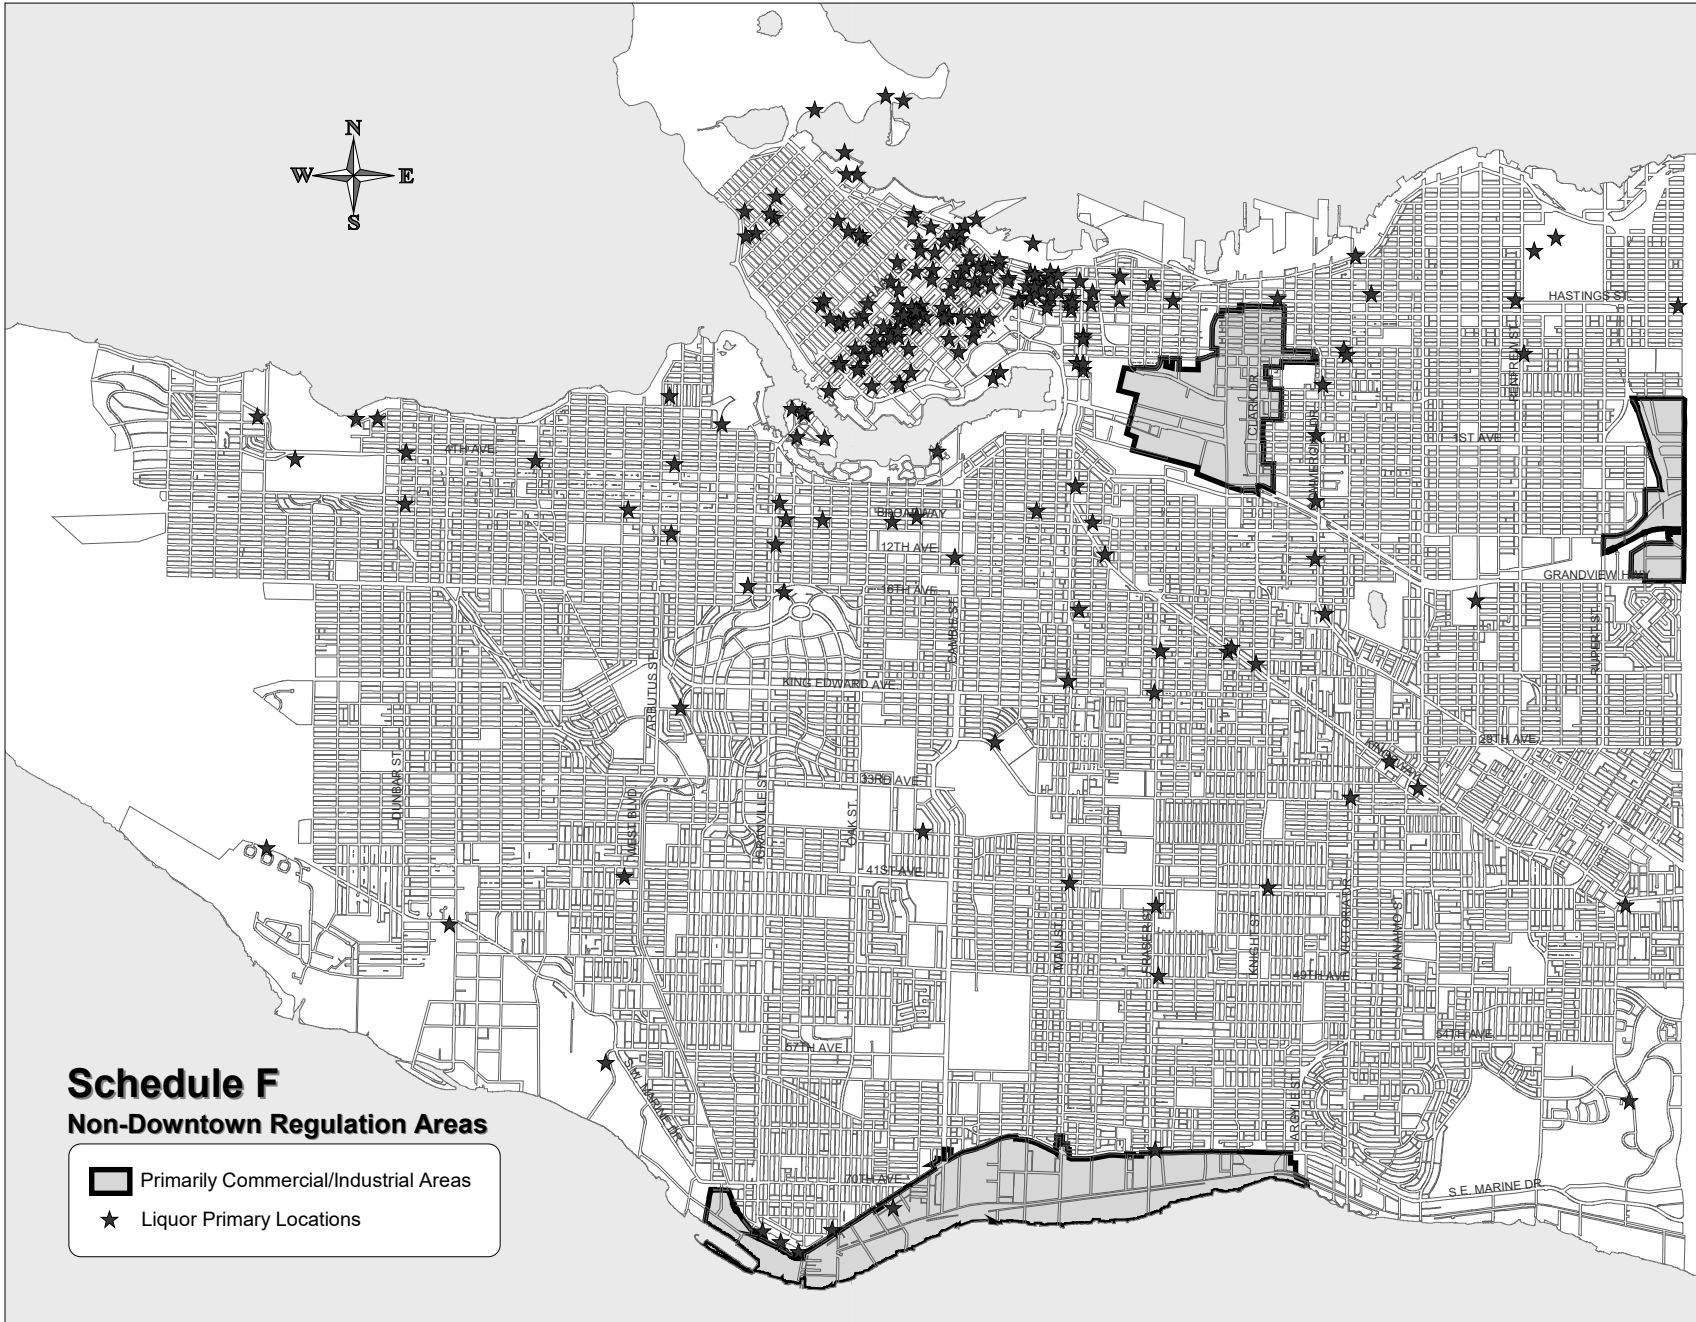 N
W E
S
HASTINGS ST.
RENFREW ST.
CLARK DR.
COMMERCIAL DR.
1ST AVE.
4TH AVE.
BROADWAY
12TH AVE.
16TH AVE.
GRANDVIEW HWY.
CAMBIE ST.
RUPERT ST.
ARBUTUS ST.
KING EDWARD AVE.
29TH AVE.
KINGSWAY
DUNBAR ST.
33RD AVE.
WEST BLVD.
GRANVILLE ST.
OAK ST.
41ST AVE.
MAIN ST.
FRASER ST.
KNIGHT ST.
VICTORIA DR.
NANAIMO ST.
49TH AVE.
54TH AVE.
57TH AVE.
S.W. MARINE DR.
ARGYLE ST.
70TH AVE.
S.E. MARINE DR.
Schedule F
Non-Downtown Regulation Areas
Primarily Commercial/Industrial Areas
Liquor Primary Locations